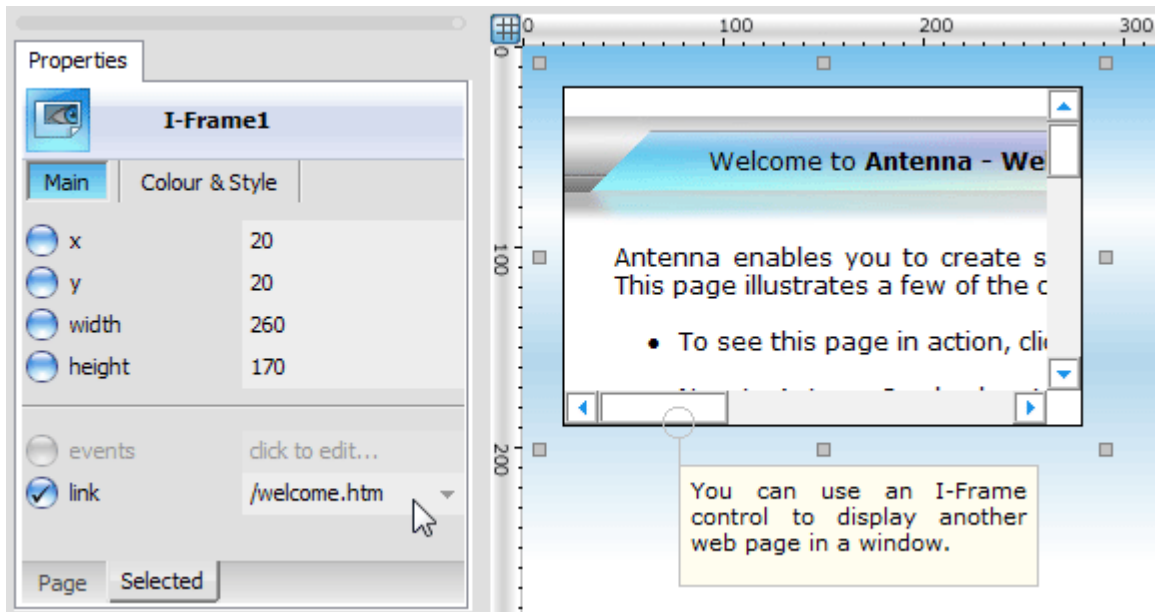 Properties
I-Frame1
Main Colour & Style
x 20
y 20
width 260
height 170
events click to edit...
link /welcome.htm
Page Selected
0 100 200 300
0
100
200
Welcome to Antenna - We
Antenna enables you to create s
This page illustrates a few of the c
• To see this page in action, clic
You can use an I-Frame
control to display another
web page in a window.